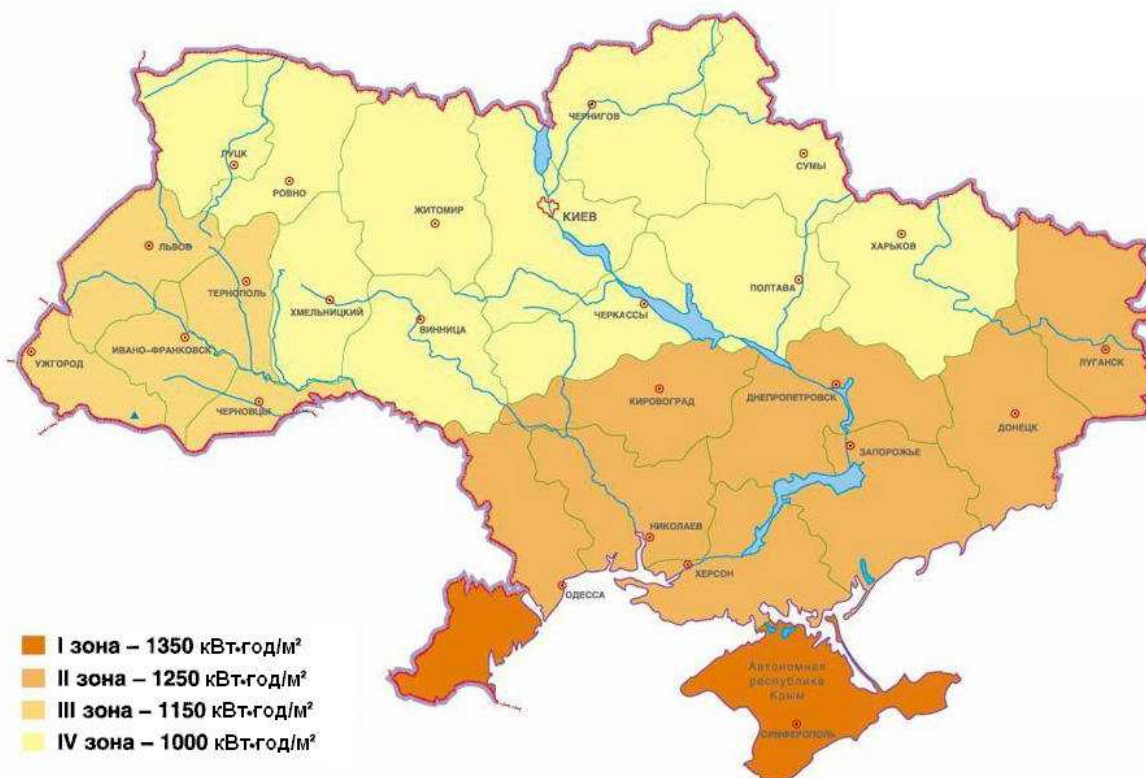 ЧЕРНИГОВ
ЛУЦК
СУМЫ
РОВНО
ЖИТОМИР
КИЕВ
ХАРЬКОВ
ЛЬВОВ
ТЕРНОПОЛЬ
ПОЛТАВА
ХМЕЛЬНИЦКИЙ
ЧЕРКАССЫ
ВИННИЦА
УЖГОРОД
ИВАНО-ФРАНКОВСК
ЛУГАНСК
ЧЕРНОВЦЫ
КИРОВОГРАД
ДНЕПРОПЕТРОВСК
ДОНЕЦК
ЗАПОРОЖЬЕ
НИКОЛАЕВ
ХЕРСОН
ОДЕССА
Автономная
республика
Крым
СИМФЕРОПОЛЬ
I зона – 1350 кВт•год/м²
II зона – 1250 кВт•год/м²
III зона – 1150 кВт•год/м²
IV зона – 1000 кВт•год/м²